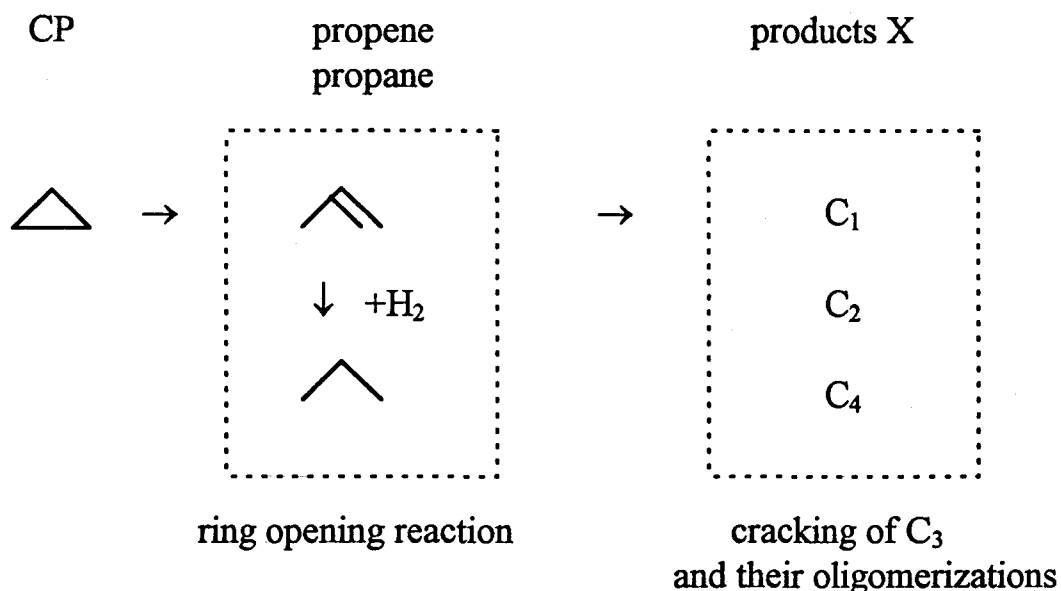 CP propene products X
propane
→ → C₁
↓ +H₂ C₂
C₄
ring opening reaction cracking of C₃
and their oligomerizations